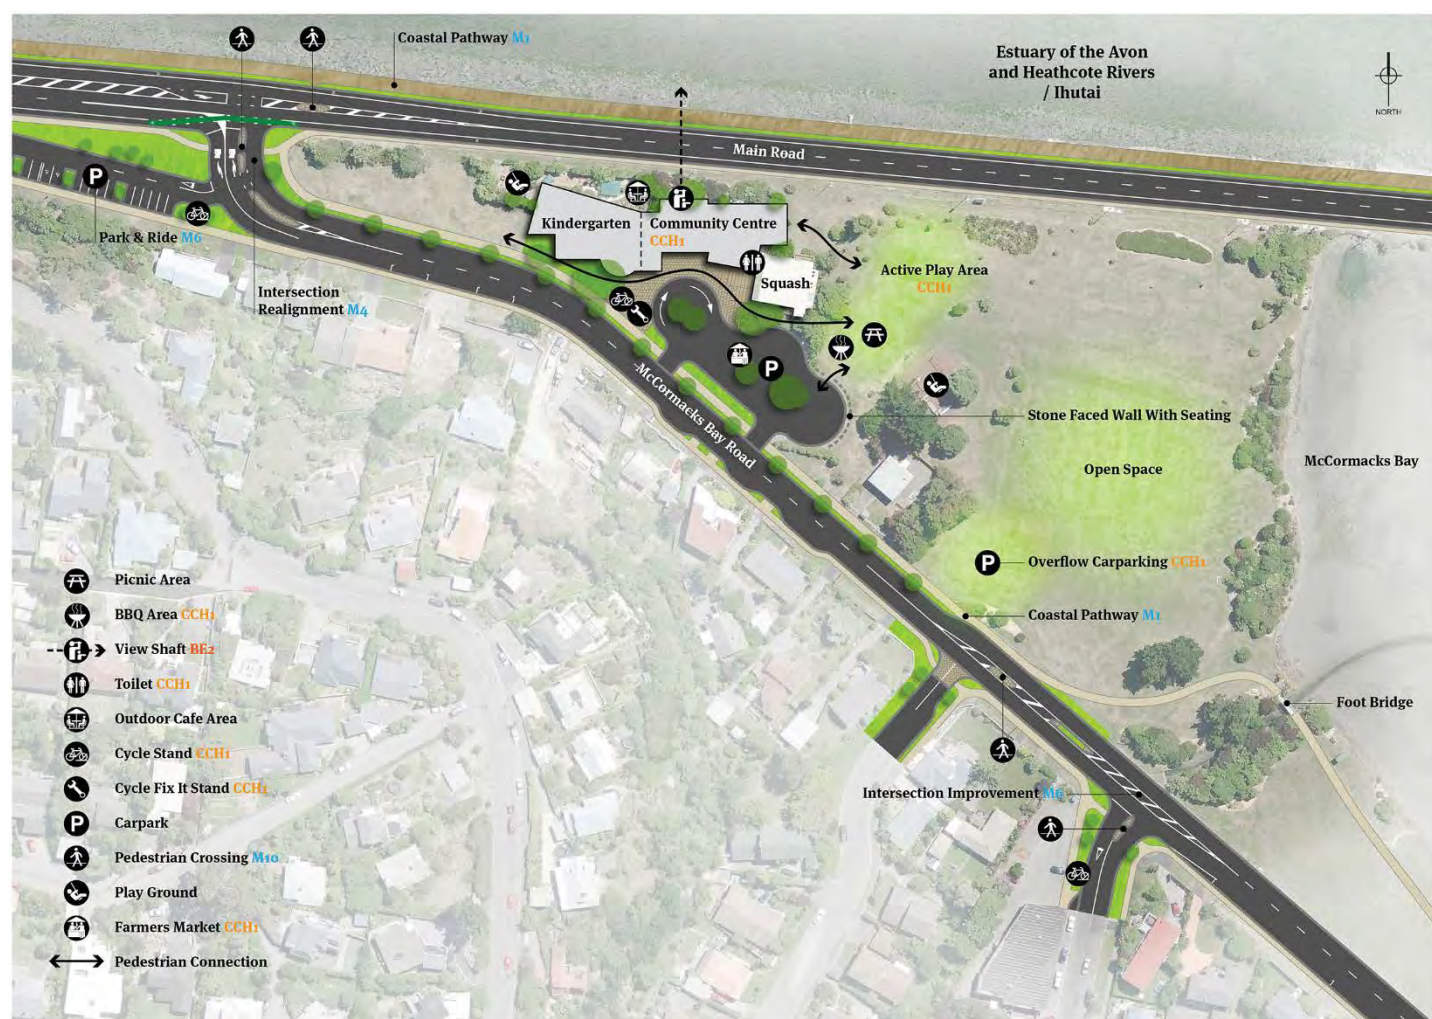 Coastal Pathway M1
Estuary of the Avon
and Heathcote Rivers
/ Ihutai
NORTH
Main Road
P
Park & Ride M6
Kindergarten
Community Centre
CCH1
Squash
Active Play Area
CCH1
Intersection
Realignment M4
P
McCormacks Bay Road
Stone Faced Wall With Seating
Open Space
McCormacks Bay
P
Overflow Carparking CCH1
Coastal Pathway M1
Foot Bridge
Intersection Improvement M6
Picnic Area
BBQ Area CCH1
View Shaft BE2
Toilet CCH1
Outdoor Cafe Area
Cycle Stand CCH1
Cycle Fix It Stand CCH1
P
Carpark
Pedestrian Crossing M10
Play Ground
Farmers Market CCH1
Pedestrian Connection